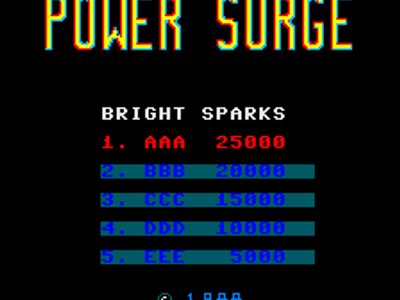 POWER SURGE
BRIGHT SPARKS
1. AAA 25000
2. BBB 20000
3. CCC 15000
4. DDD 10000
5. EEE 5000